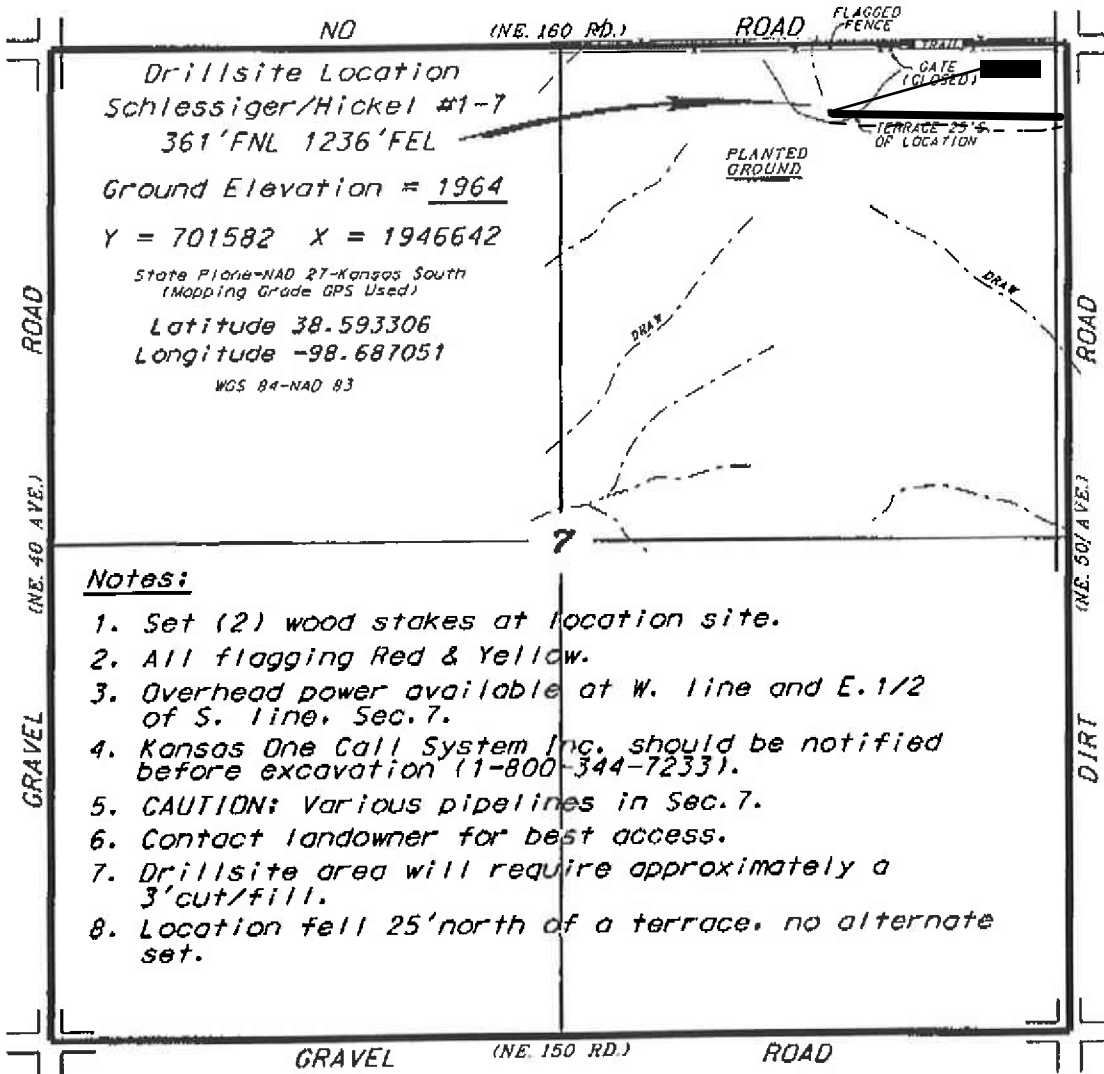 NO (NE. 160 RD.) ROAD
FLAGGED
FENCE
TRAIL
GATE
(CLOSED)
Drillsite Location
Schlessiger/Hickel #1-7
361'FNL 1236'FEL
TERRACE 25'S.
OF LOCATION
PLANTED
GROUND
Ground Elevation = 1964
Y = 701582 X = 1946642
State Plane-NAD 27-Kansas South
(Mapping Grade GPS Used)
Latitude 38.593306
Longitude -98.687051
WGS 84-NAD 83
DRAW
DRAW
ROAD
(NE. 40 AVE.)
GRAVEL
ROAD
(NE. 50 AVE.)
DIRT
7
Notes:
1. Set (2) wood stakes at location site.
2. All flagging Red & Yellow.
3. Overhead power available at W. line and E.1/2
of S. line, Sec.7.
4. Kansas One Call System Inc. should be notified
before excavation (1-800-344-7233).
5. CAUTION: Various pipelines in Sec.7.
6. Contact landowner for best access.
7. Drillsite area will require approximately a
3'cut/fill.
8. Location fell 25'north of a terrace, no alternate
set.
GRAVEL (NE. 150 RD.) ROAD